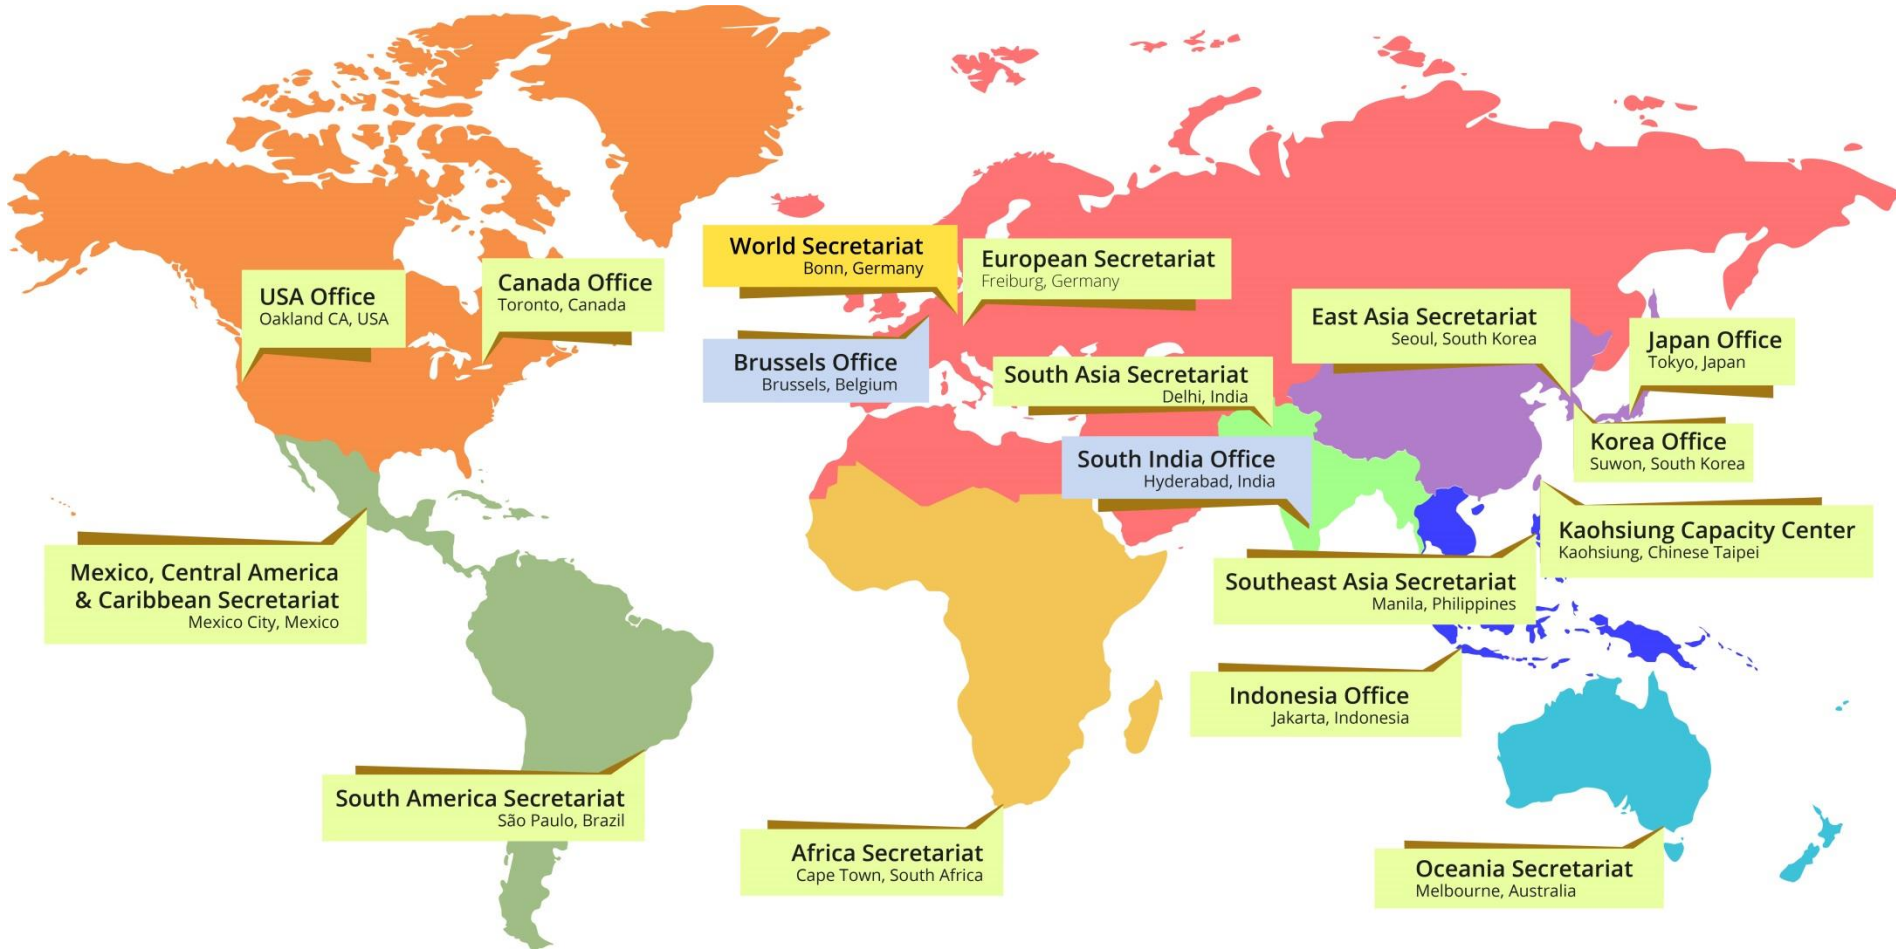 World Secretariat
Bonn, Germany
European Secretariat
Freiburg, Germany
USA Office
Oakland CA, USA
Canada Office
Toronto, Canada
Brussels Office
Brussels, Belgium
East Asia Secretariat
Seoul, South Korea
Japan Office
Tokyo, Japan
South Asia Secretariat
Delhi, India
Korea Office
Suwon, South Korea
South India Office
Hyderabad, India
Kaohsiung Capacity Center
Kaohsiung, Chinese Taipei
Mexico, Central America
& Caribbean Secretariat
Mexico City, Mexico
Southeast Asia Secretariat
Manila, Philippines
Indonesia Office
Jakarta, Indonesia
South America Secretariat
São Paulo, Brazil
Africa Secretariat
Cape Town, South Africa
Oceania Secretariat
Melbourne, Australia